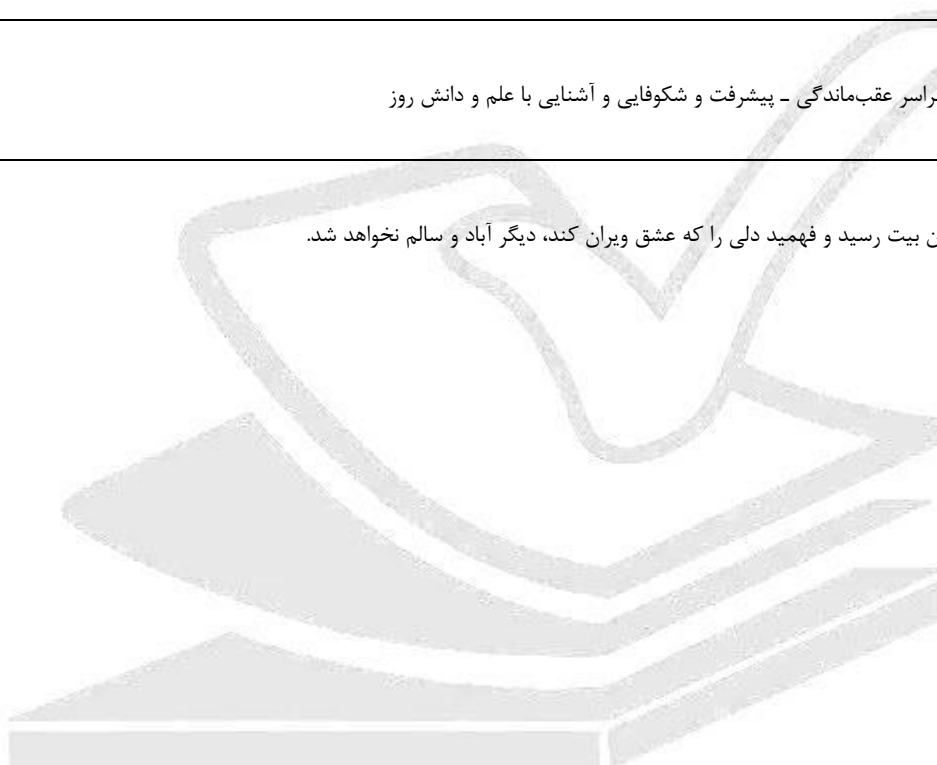 عقب‌ماندگی ـ پیشرفت و شکوفایی و آشنایی با علم و دانش روز
بیت رسید و فهمید دلی را که عشق ویران کند، دیگر آباد و سالم نخواهد شد.